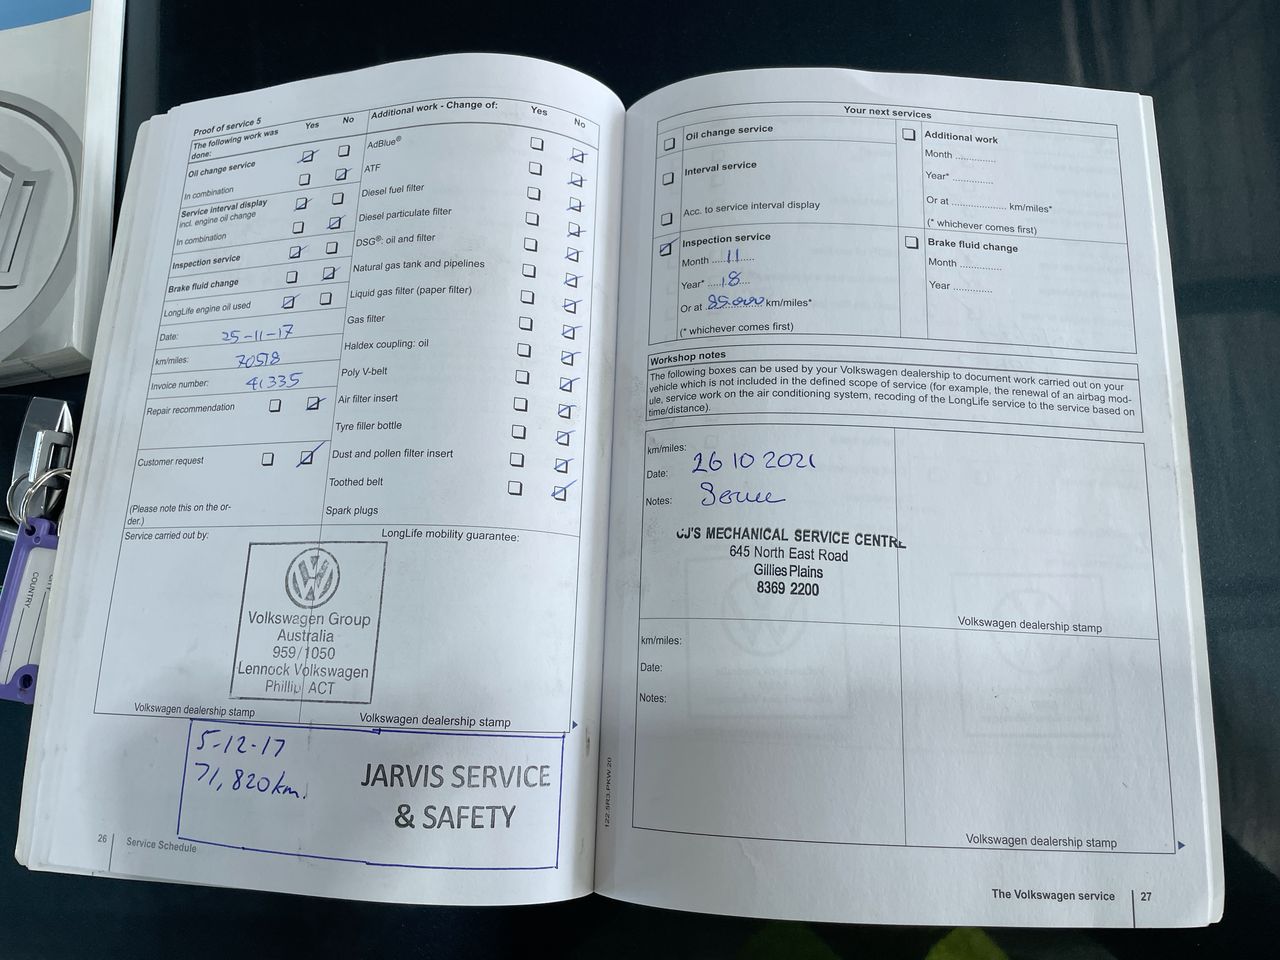 Proof of service 5
The following work was
done:
Yes
No
Oil change service
In combination
Service interval display
incl. engine oil change
In combination
Inspection service
Brake fluid change
LongLife engine oil used
Date: 25-11-17
km/miles: 70518
Invoice number: 41335
Repair recommendation
Customer request
(Please note this on the or-
der.)
Additional work - Change of:
Yes
No
AdBlue®
ATF
Diesel fuel filter
Diesel particulate filter
DSG®: oil and filter
Natural gas tank and pipelines
Liquid gas filter (paper filter)
Gas filter
Haldex coupling: oil
Poly V-belt
Air filter insert
Tyre filler bottle
Dust and pollen filter insert
Toothed belt
Spark plugs
Service carried out by:
LongLife mobility guarantee:
Volkswagen Group
Australia
959/1050
Lennock Volkswagen
Phillip ACT
Volkswagen dealership stamp
Volkswagen dealership stamp
5-12-17
71,820km.
JARVIS SERVICE
& SAFETY
26
Service Schedule
122.5R3.PKW.20
Your next services
Oil change service
Interval service
Acc. to service interval display
Inspection service
Month ......11......
Year* .....18....
Or at 85.000 km/miles*
(* whichever comes first)
Additional work
Month ..............
Year* ..............
Or at ................... km/miles*
(* whichever comes first)
Brake fluid change
Month ..............
Year ..............
Workshop notes
The following boxes can be used by your Volkswagen dealership to document work carried out on your
vehicle which is not included in the defined scope of service (for example, the renewal of an airbag mod-
ule, service work on the air conditioning system, recoding of the LongLife service to the service based on
time/distance).
km/miles:
Date: 26 10 2021
Notes: Service
CJ'S MECHANICAL SERVICE CENTRE
645 North East Road
Gillies Plains
8369 2200
Volkswagen dealership stamp
km/miles:
Date:
Notes:
Volkswagen dealership stamp
The Volkswagen service
27
COUNTRY